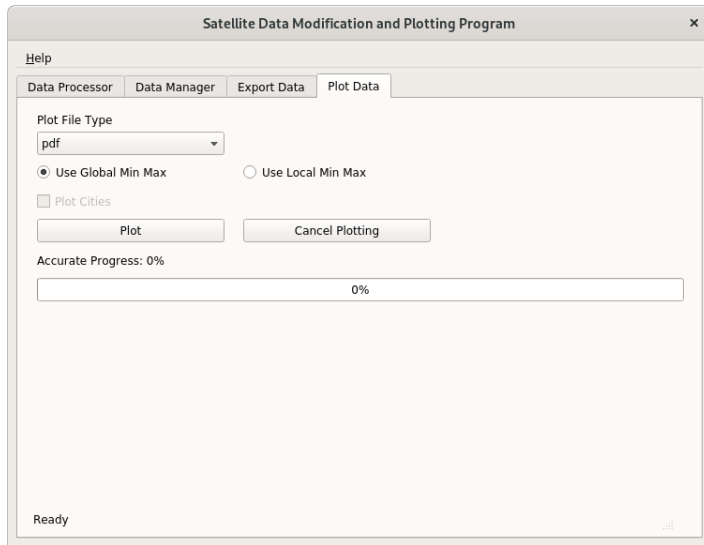 Satellite Data Modification and Plotting Program
Help
Data Processor Data Manager Export Data Plot Data
Plot File Type
pdf
Use Global Min Max Use Local Min Max
Plot Cities
Plot Cancel Plotting
Accurate Progress: 0%
0%
Ready